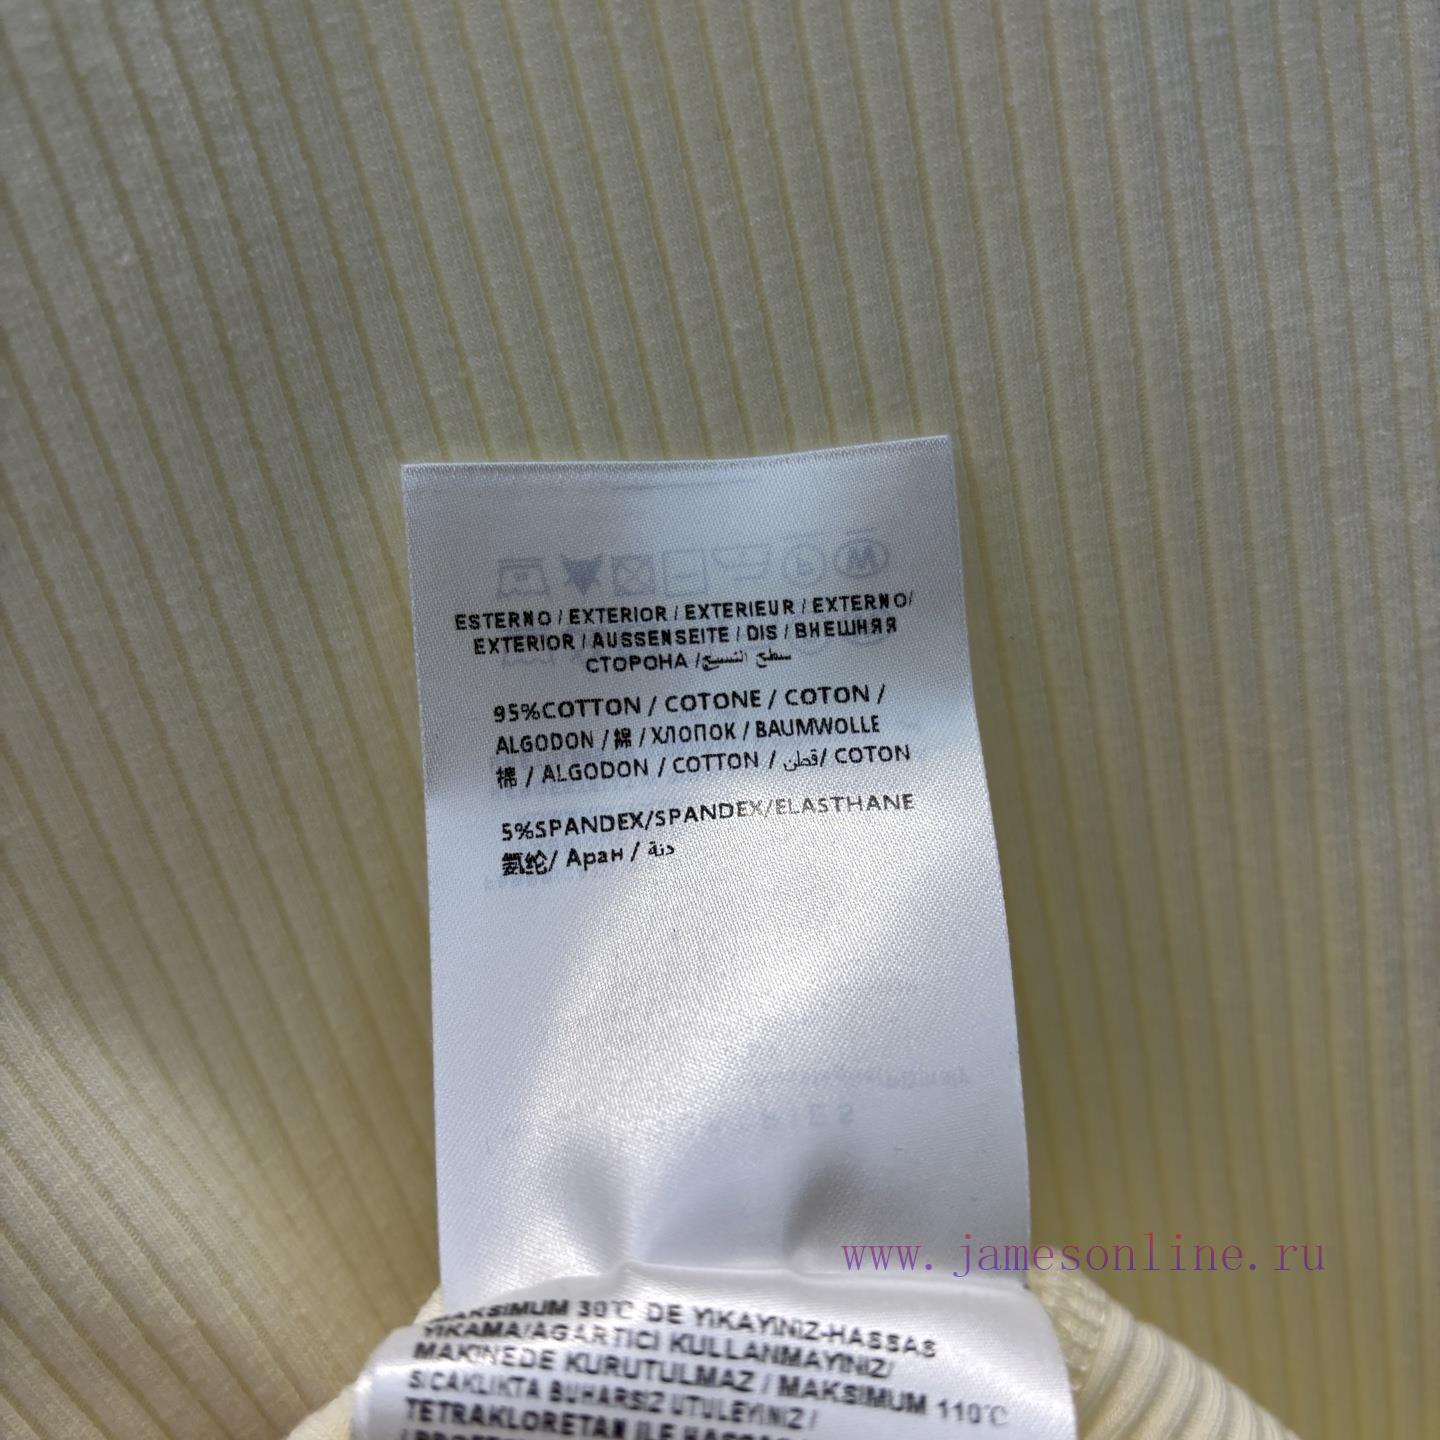 ESTERNO / EXTERIOR / EXTERIEUR / EXTERNO/
EXTERIOR / AUSSENSEITE / DIS / ВНЕШНЯЯ
СТОРОНА / سطح النسيج
95%COTTON / COTONE / COTON /
ALGODON / 棉 / ХЛОПОК / BAUMWOLLE
棉 / ALGODON / COTTON / قطن/ COTON
5%SPANDEX/SPANDEX/ELASTHANE
氨纶/ Аран / دنة
www.jamesonline.ru
MAKSIMUM 30℃ DE YIKAYINIZ-HASSAS
YIKAMA/AGARTICI KULLANMAYINIZ/
MAKINEDE KURUTULMAZ / MAKSIMUM 110℃
SICAKLIKTA BUHARSIZ UTULEYINIZ /
TETRAKLORETAN ILE